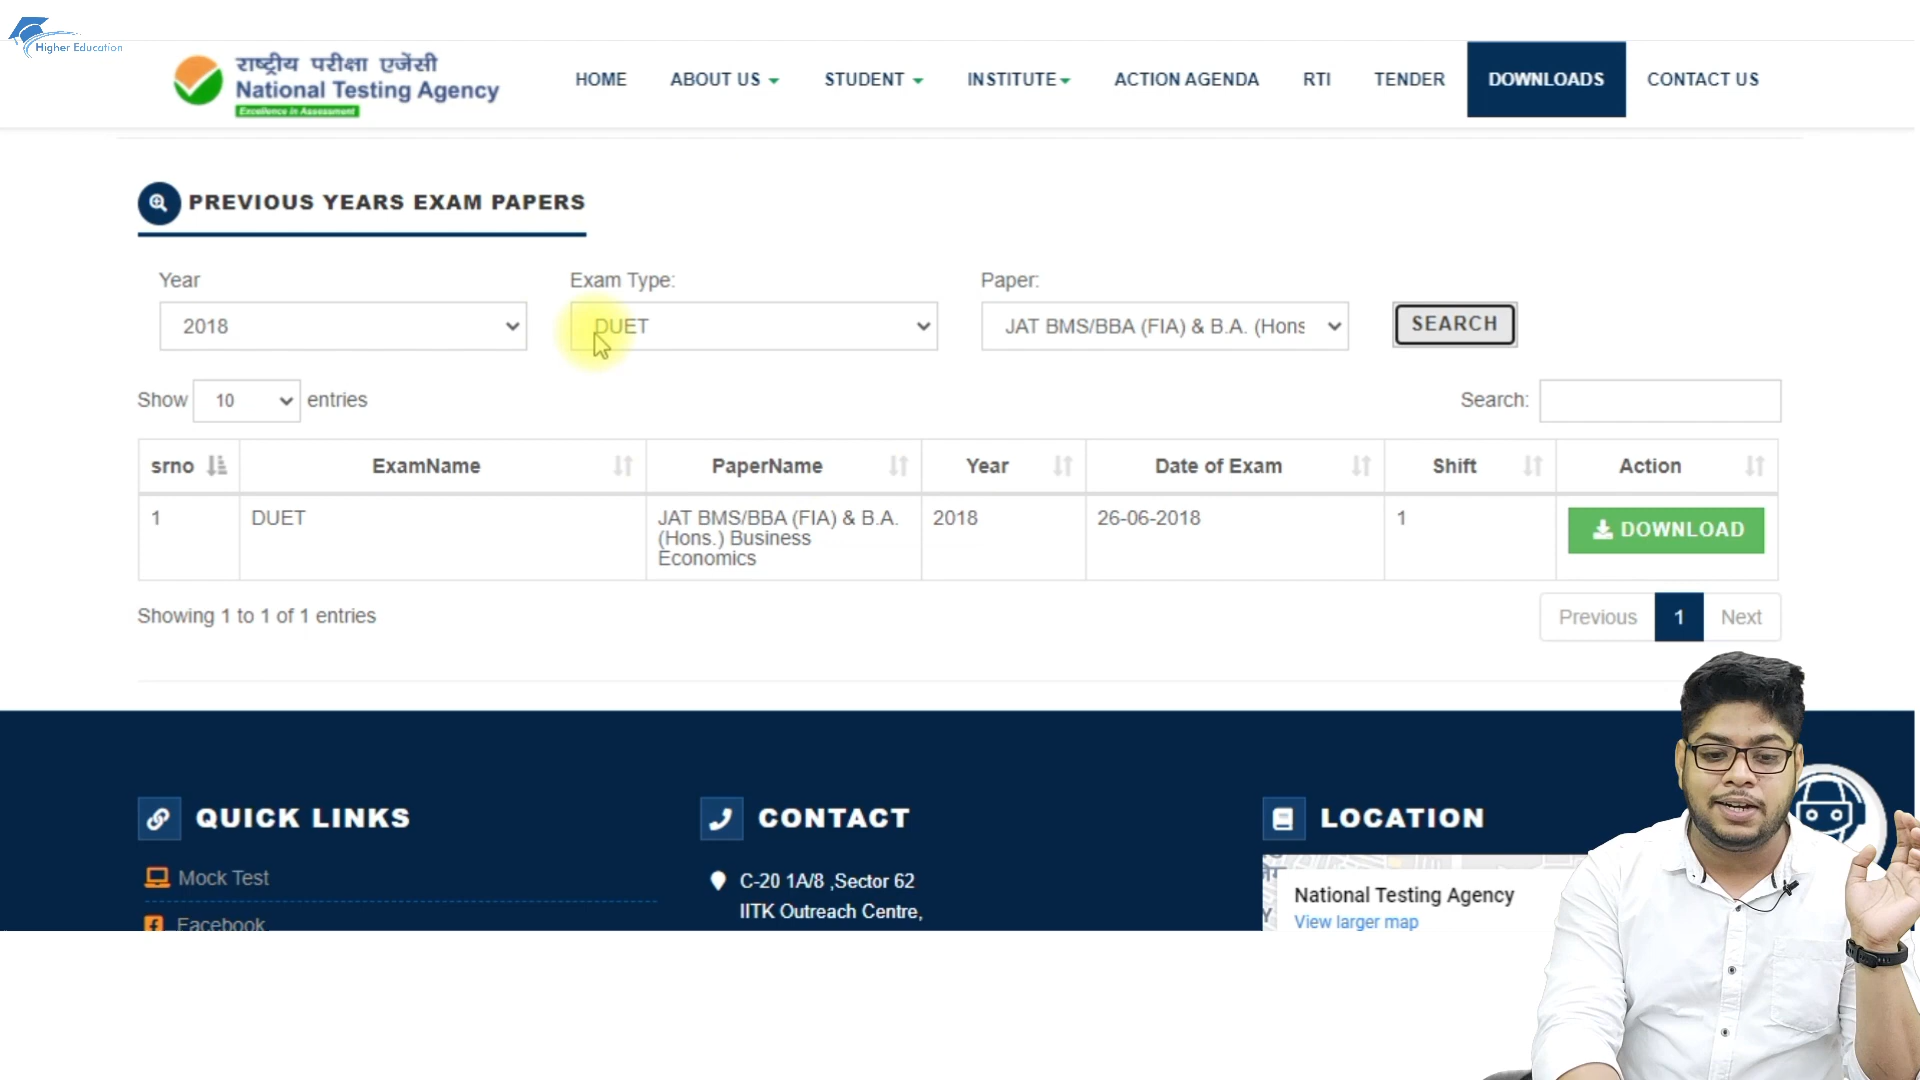 Higher Education
राष्ट्रीय परीक्षा एजेंसी
National Testing Agency
Excellence in Assessment
HOME ABOUT US STUDENT INSTITUTE ACTION AGENDA RTI TENDER DOWNLOADS CONTACT US
PREVIOUS YEARS EXAM PAPERS
Year Exam Type: Paper:
2018 DUET JAT BMS/BBA (FIA) & B.A. (Hons SEARCH
Show 10 entries Search:
srno ExamName PaperName Year Date of Exam Shift Action
1 DUET JAT BMS/BBA (FIA) & B.A. 2018 26-06-2018 1 DOWNLOAD
(Hons.) Business
Economics
Showing 1 to 1 of 1 entries Previous 1 Next
QUICK LINKS CONTACT LOCATION
Mock Test C-20 1A/8 ,Sector 62 National Testing Agency
Facebook IITK Outreach Centre, View larger map